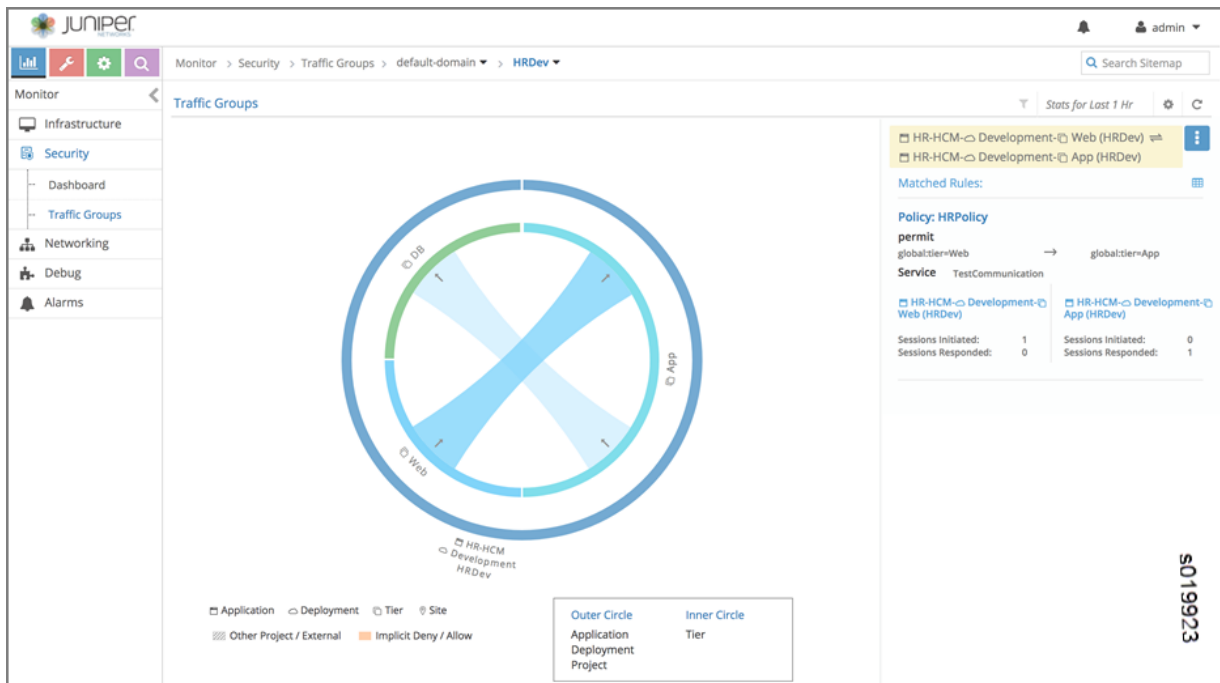 JUNIPER
NETWORKS
admin
Monitor > Security > Traffic Groups > default-domain > HRDev
Search Sitemap
Monitor
Infrastructure
Security
Dashboard
Traffic Groups
Networking
Debug
Alarms
Traffic Groups
Stats for Last 1 Hr
DB
App
Web
HR-HCM
Development
HRDev
Application Deployment Tier Site
Other Project / External Implicit Deny / Allow
Outer Circle Inner Circle
Application Tier
Deployment
Project
HR-HCM- Development- Web (HRDev)
HR-HCM- Development- App (HRDev)
Matched Rules:
Policy: HRPolicy
permit
global:tier=Web → global:tier=App
Service TestCommunication
HR-HCM- Development- HR-HCM- Development-
Web (HRDev) App (HRDev)
Sessions Initiated: 1 Sessions Initiated: 0
Sessions Responded: 0 Sessions Responded: 1
s019923